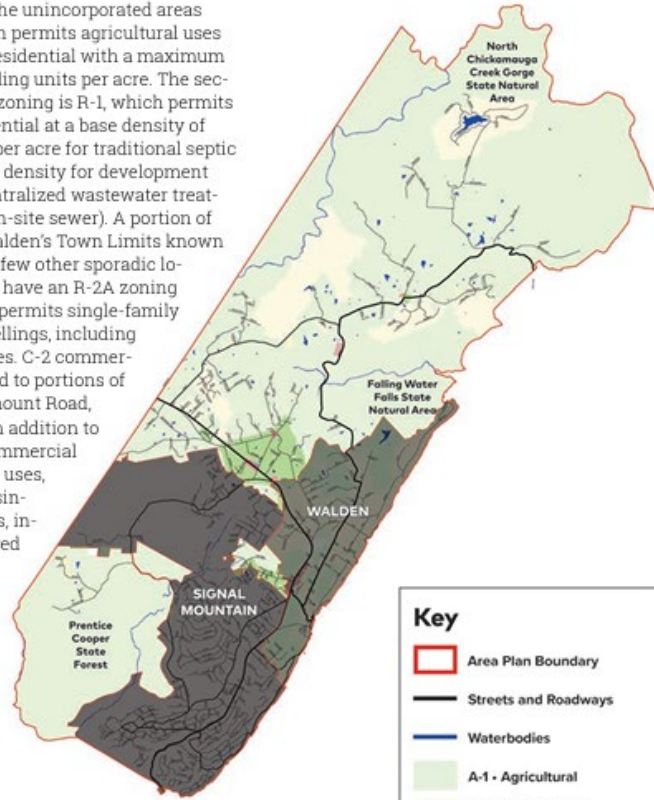 he unincorporated areas
permits agricultural uses
esidential with a maximum
ling units per acre. The sec-
zoning is R-1, which permits
ential at a base density of
per acre for traditional septic
density for development
ntralized wastewater treat-
n-site sewer). A portion of
alden's Town Limits known
few other sporadic lo-
have an R-2A zoning
permits single-family
ellings, including
es. C-2 commer-
d to portions of
mount Road,
n addition to
mmercial
uses,
sin-
s, in-
ed
North
Chickamauga
Creek Gorge
State Natural
Area
Falling Water
Falls State
Natural Area
WALDEN
SIGNAL
MOUNTAIN
Prentice
Cooper
State
Forest
Key
Area Plan Boundary
Streets and Roadways
Waterbodies
A-1 - Agricultural